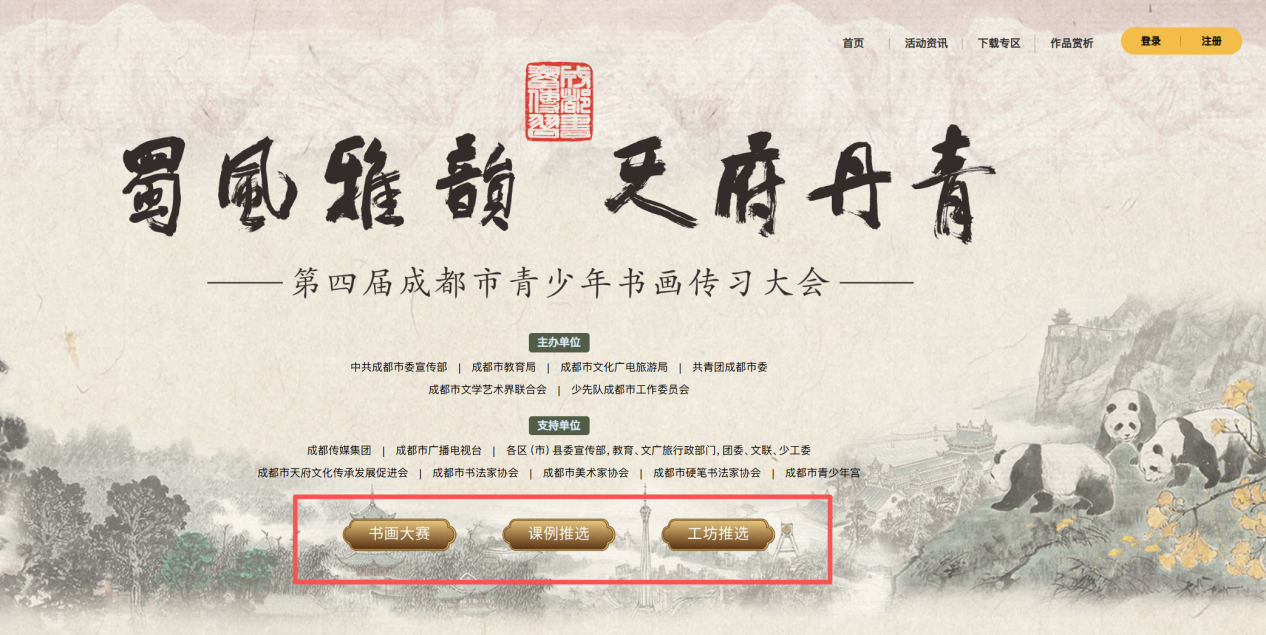 首页 | 活动资讯 | 下载专区 | 作品赏析 登录 | 注册
成都书画传习
蜀風雅韻 天府丹青
第四届成都市青少年书画传习大会
主办单位
中共成都市委宣传部 | 成都市教育局 | 成都市文化广电旅游局 | 共青团成都市委
成都市文学艺术界联合会 | 少先队成都市工作委员会
支持单位
成都传媒集团 | 成都市广播电视台 | 各区(市)县委宣传部,教育、文广旅行政部门,团委、文联、少工委
成都市天府文化传承发展促进会 | 成都市书法家协会 | 成都市美术家协会 | 成都市硬笔书法家协会 | 成都市青少年宫
书画大赛 课例推选 工坊推选